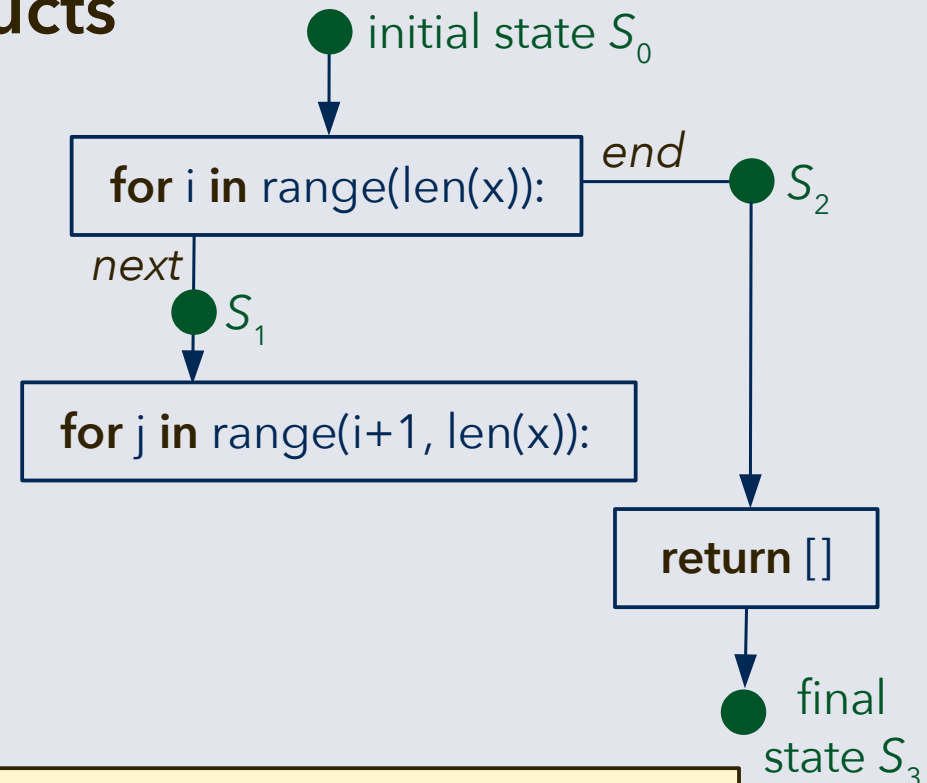 ucts
initial state S₀
for i in range(len(x)):
end
S₂
next
S₁
for j in range(i+1, len(x)):
return []
final
state S₃